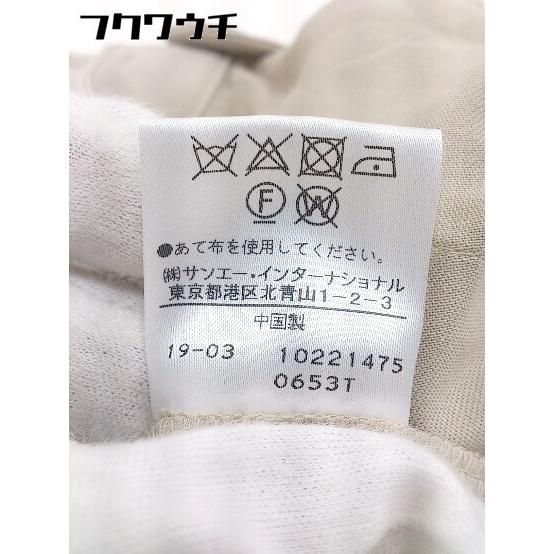 フクワウチ
F W
●あて布を使用してください。
㈱サンエー・インターナショナル
東京都港区北青山1-2-3
中国製
19-03 10221475
0653T